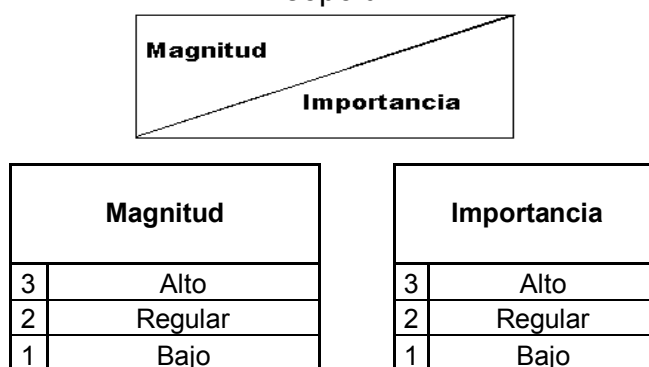 Magnitud
Importancia
Magnitud
Importancia
3 Alto
3 Alto
2 Regular
2 Regular
1 Bajo
1 Bajo